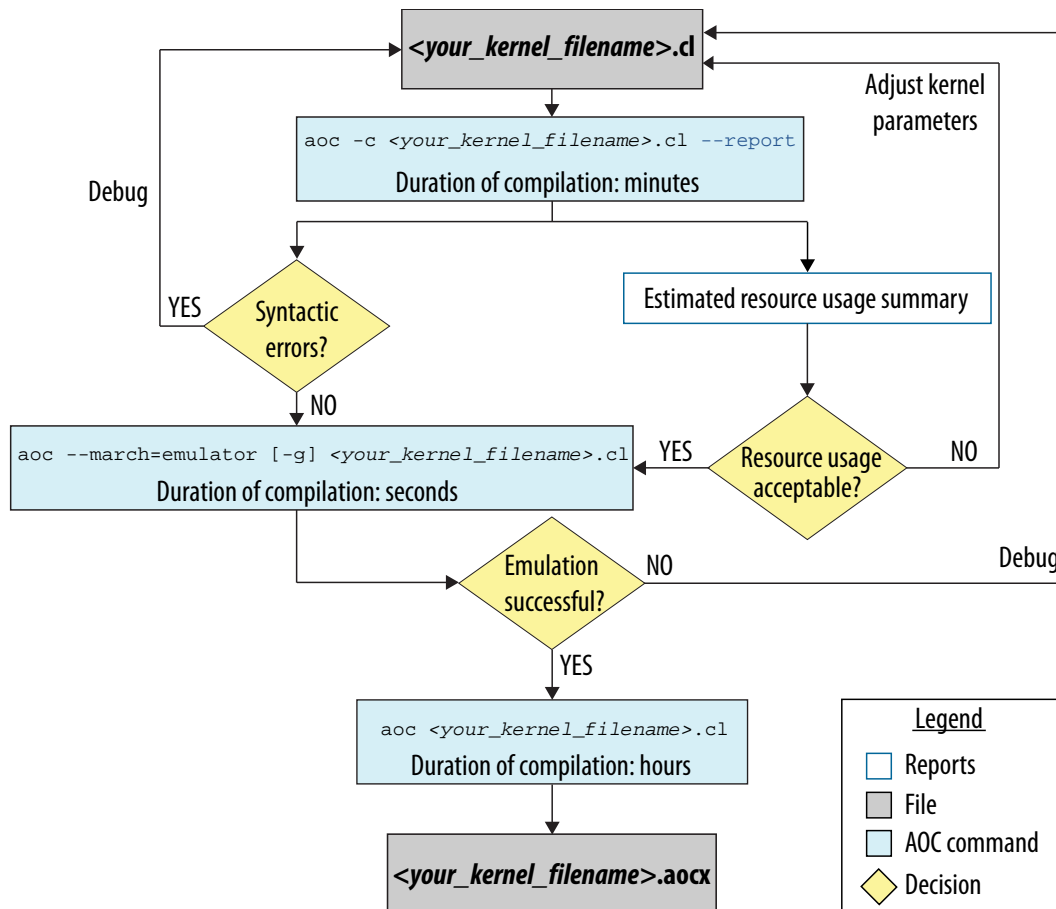 <your_kernel_filename>.cl
Adjust kernel
parameters
aoc -c <your_kernel_filename>.cl --report
Duration of compilation: minutes
Debug
YES
Syntactic
errors?
Estimated resource usage summary
NO
aoc --march=emulator [-g] <your_kernel_filename>.cl
Duration of compilation: seconds
YES
Resource usage
acceptable?
NO
Emulation
successful?
NO
Debug
YES
aoc <your_kernel_filename>.cl
Duration of compilation: hours
<your_kernel_filename>.aocx
Legend
Reports
File
AOC command
Decision